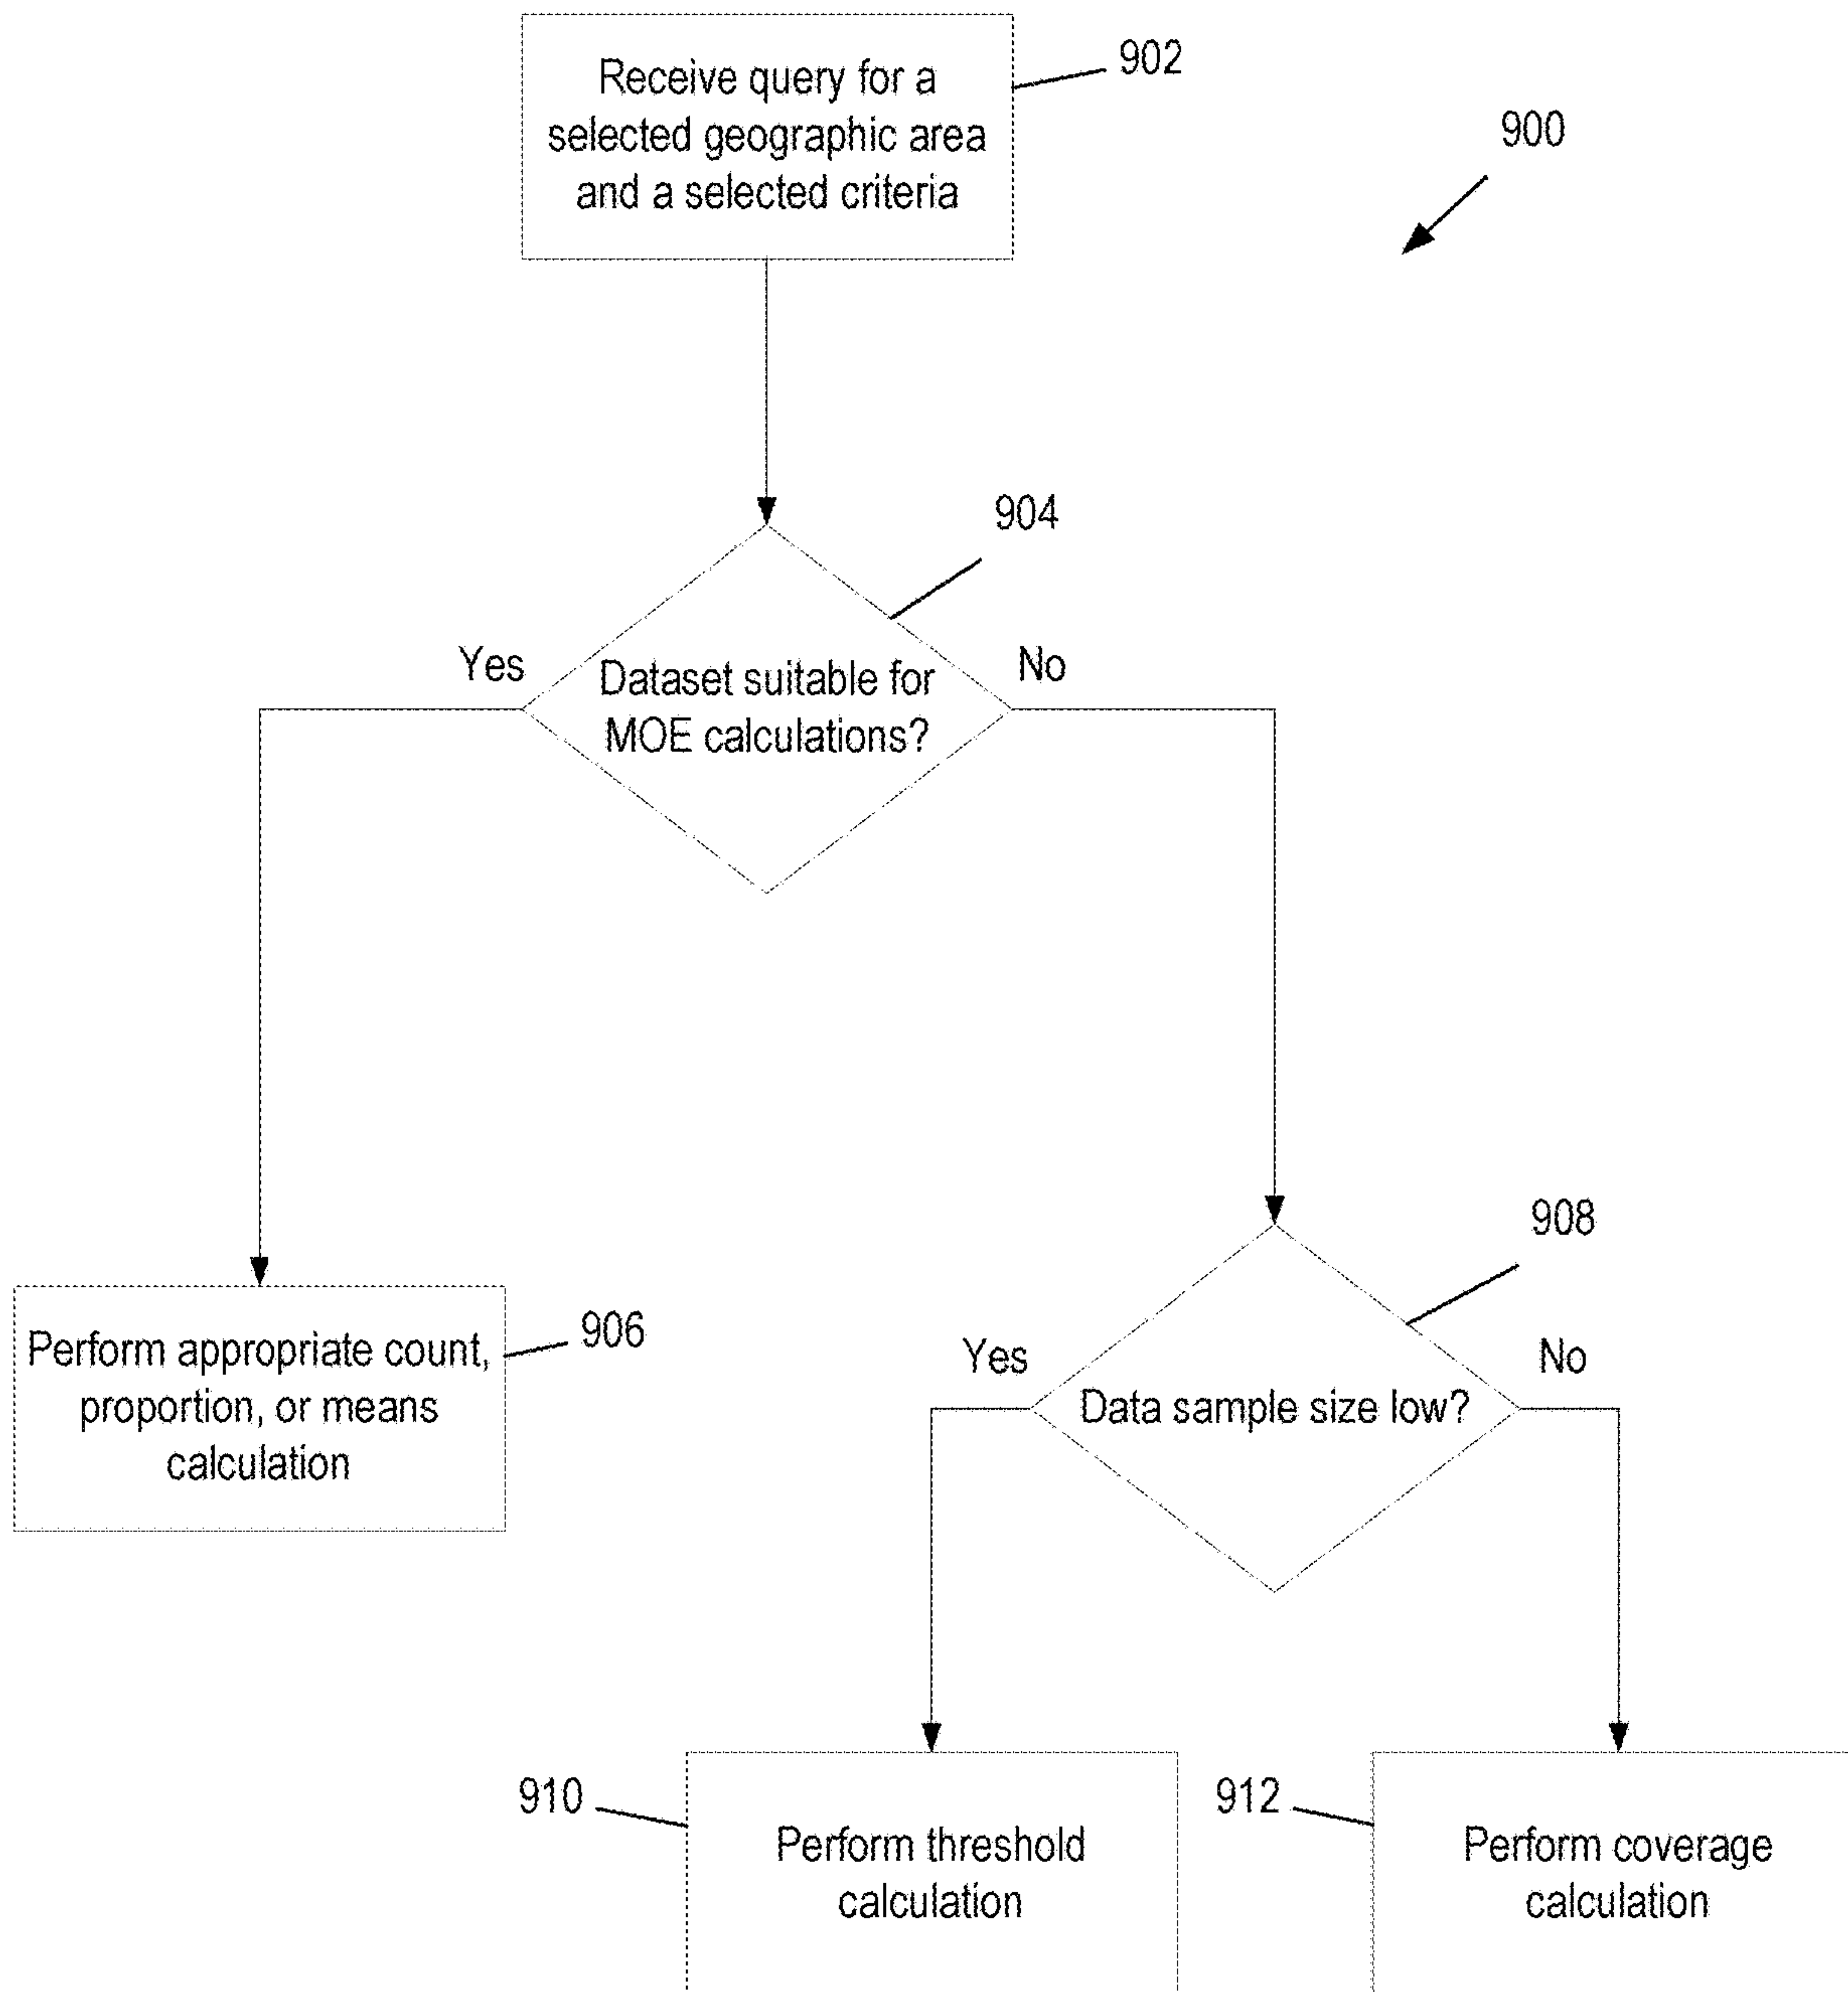 Receive query for a
selected geographic area
and a selected criteria
902
900
904
Yes
Dataset suitable for
MOE calculations?
No
906
Perform appropriate count,
proportion, or means
calculation
908
Yes
Data sample size low?
No
910
Perform threshold
calculation
912
Perform coverage
calculation